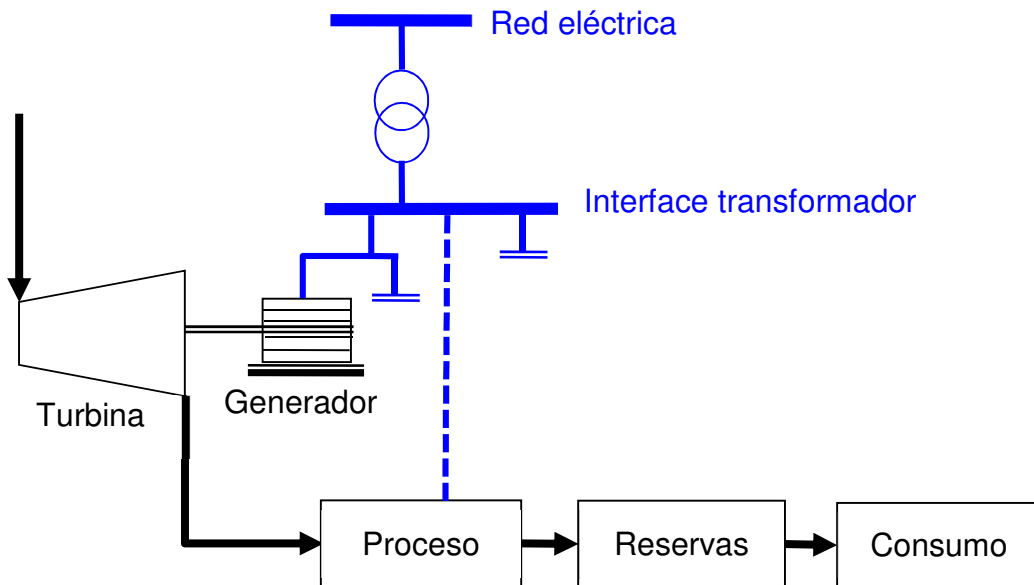 Red eléctrica
Interface transformador
Turbina
Generador
Proceso
Reservas
Consumo